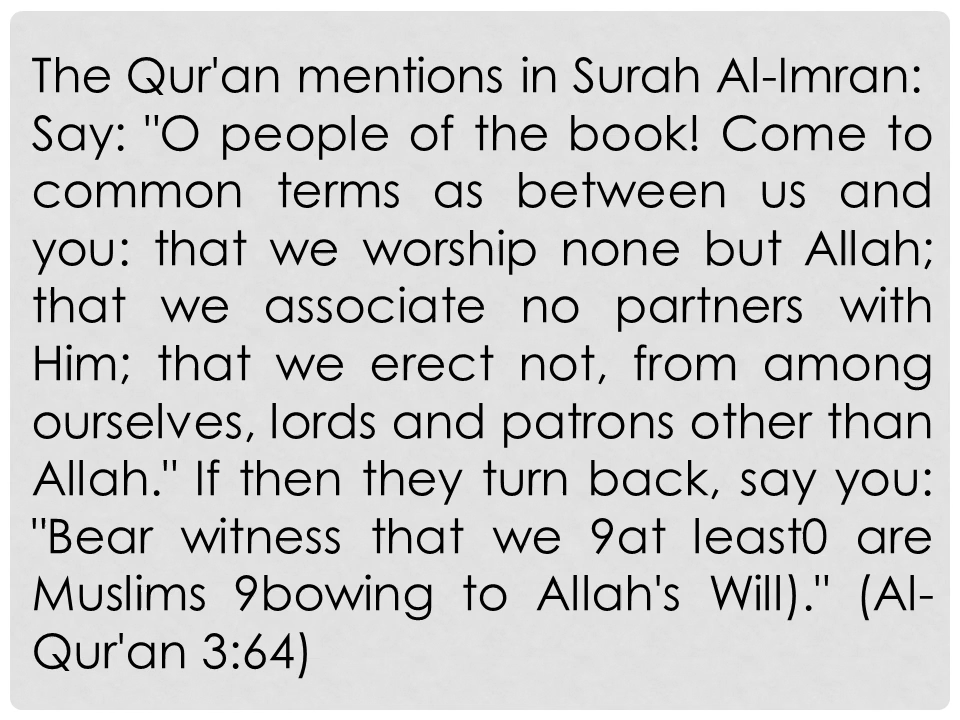 The Qur'an mentions in Surah Al-Imran:
Say: "O people of the book! Come to
common terms as between us and
you: that we worship none but Allah;
that we associate no partners with
Him; that we erect not, from among
ourselves, lords and patrons other than
Allah." If then they turn back, say you:
"Bear witness that we 9at least0 are
Muslims 9bowing to Allah's Will)." (Al-
Qur'an 3:64)